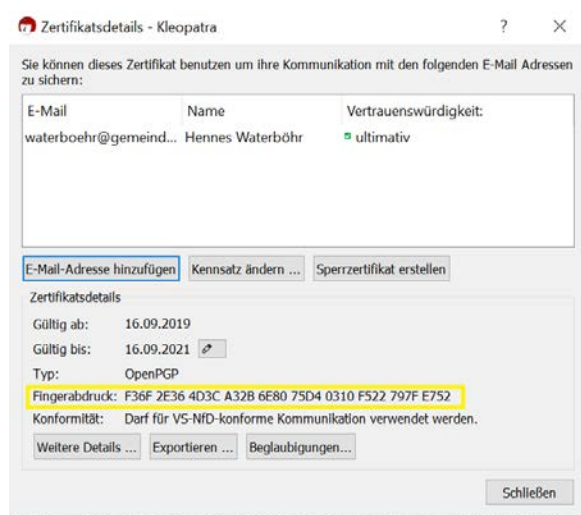 Zertifikatsdetails - Kleopatra ? ×
Sie können dieses Zertifikat benutzen um ihre Kommunikation mit den folgenden E-Mail Adressen
zu sichern:
E-Mail Name Vertrauenswürdigkeit:
waterboehr@gemeind... Hennes Waterböhr ultimativ
E-Mail-Adresse hinzufügen Kennsatz ändern ... Sperrzertifikat erstellen
Zertifikatsdetails
Gültig ab: 16.09.2019
Gültig bis: 16.09.2021
Typ: OpenPGP
Fingerabdruck: F36F 2E36 4D3C A32B 6E80 75D4 0310 F522 797F E752
Konformität: Darf für VS-NfD-konforme Kommunikation verwendet werden.
Weitere Details ... Exportieren ... Beglaubigungen...
Schließen